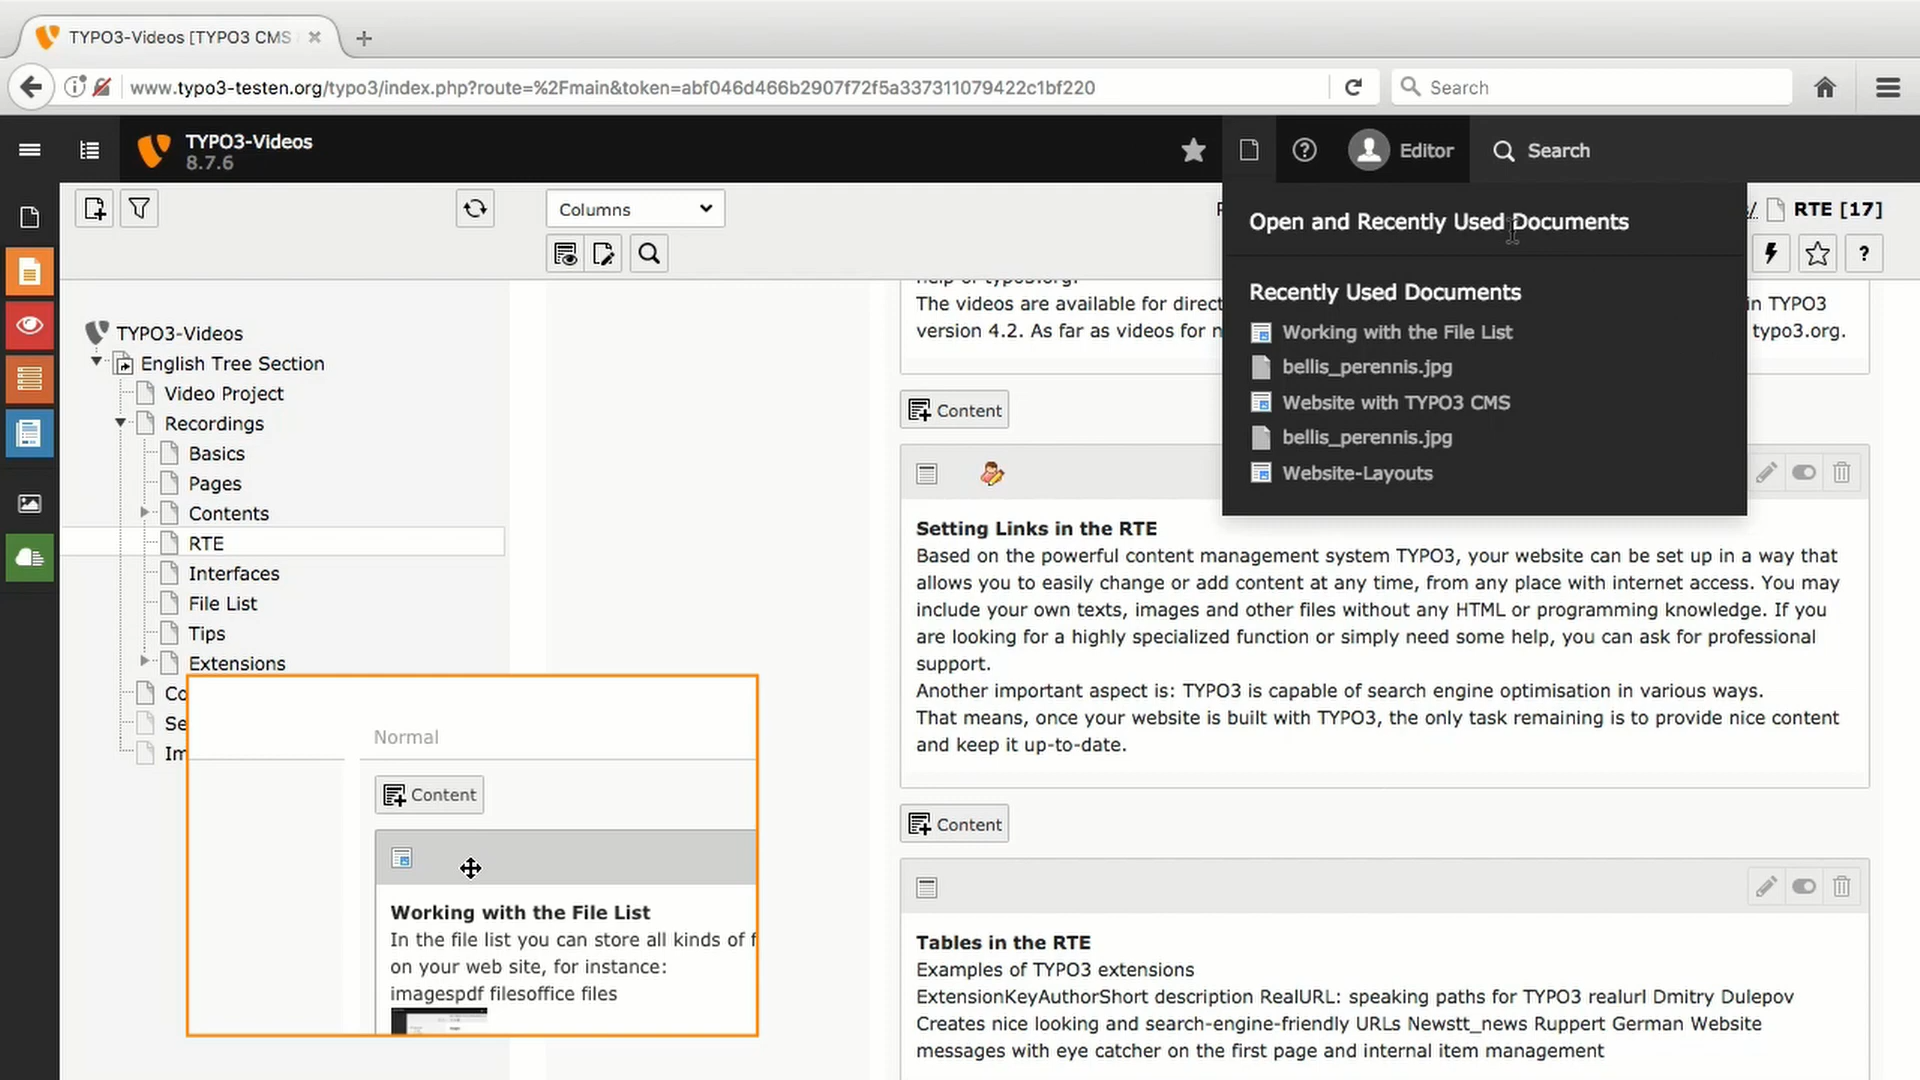 TYPO3-Videos [TYPO3 CMS
www.typo3-testen.org/typo3/index.php?route=%2Fmain&token=abf046d466b2907f72f5a337311079422c1bf220
Search
TYPO3-Videos
8.7.6
Editor
Search
Columns
RTE [17]
Open and Recently Used Documents
Recently Used Documents
Working with the File List
bellis_perennis.jpg
Website with TYPO3 CMS
bellis_perennis.jpg
Website-Layouts
TYPO3-Videos
English Tree Section
Video Project
Recordings
Basics
Pages
Contents
RTE
Interfaces
File List
Tips
Extensions
Co
Se
Im
Normal
Content
Working with the File List
In the file list you can store all kinds of f
on your web site, for instance:
imagespdf filesoffice files
help of typo3.org.
The videos are available for direct in TYPO3
version 4.2. As far as videos for n typo3.org.
Content
Setting Links in the RTE
Based on the powerful content management system TYPO3, your website can be set up in a way that
allows you to easily change or add content at any time, from any place with internet access. You may
include your own texts, images and other files without any HTML or programming knowledge. If you
are looking for a highly specialized function or simply need some help, you can ask for professional
support.
Another important aspect is: TYPO3 is capable of search engine optimisation in various ways.
That means, once your website is built with TYPO3, the only task remaining is to provide nice content
and keep it up-to-date.
Content
Tables in the RTE
Examples of TYPO3 extensions
ExtensionKeyAuthorShort description RealURL: speaking paths for TYPO3 realurl Dmitry Dulepov
Creates nice looking and search-engine-friendly URLs Newstt_news Ruppert German Website
messages with eye catcher on the first page and internal item management